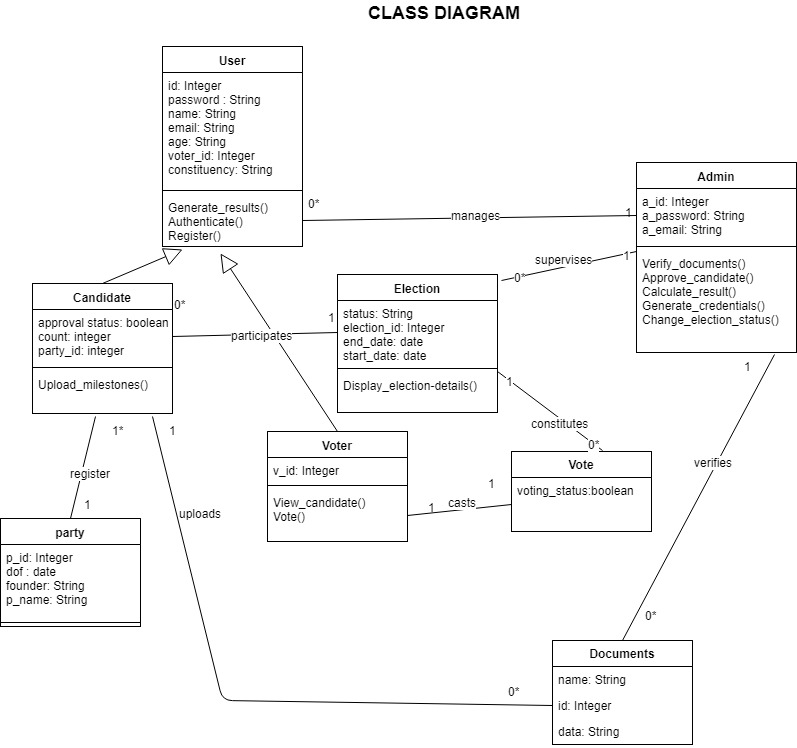 CLASS DIAGRAM
User
id: Integer
password : String
name: String
email: String
age: String
voter_id: Integer
constituency: String
Generate_results()
Authenticate()
Register()
0*
manages
1
Admin
a_id: Integer
a_password: String
a_email: String
Verify_documents()
Approve_candidate()
Calculate_result()
Generate_credentials()
Change_election_status()
supervises
1
0*
Candidate
approval status: boolean
count: integer
party_id: integer
Upload_milestones()
0*
participates
1
Election
status: String
election_id: Integer
end_date: date
start_date: date
Display_election-details()
1
constitutes
0*
1*
1
register
1
uploads
Voter
v_id: Integer
View_candidate()
Vote()
1
casts
1
Vote
voting_status:boolean
1
verifies
0*
party
p_id: Integer
dof : date
founder: String
p_name: String
0*
Documents
name: String
id: Integer
data: String